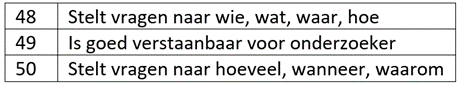 48 Stelt vragen naar wie, wat, waar, hoe
49 Is goed verstaanbaar voor onderzoeker
50 Stelt vragen naar hoeveel, wanneer, waarom